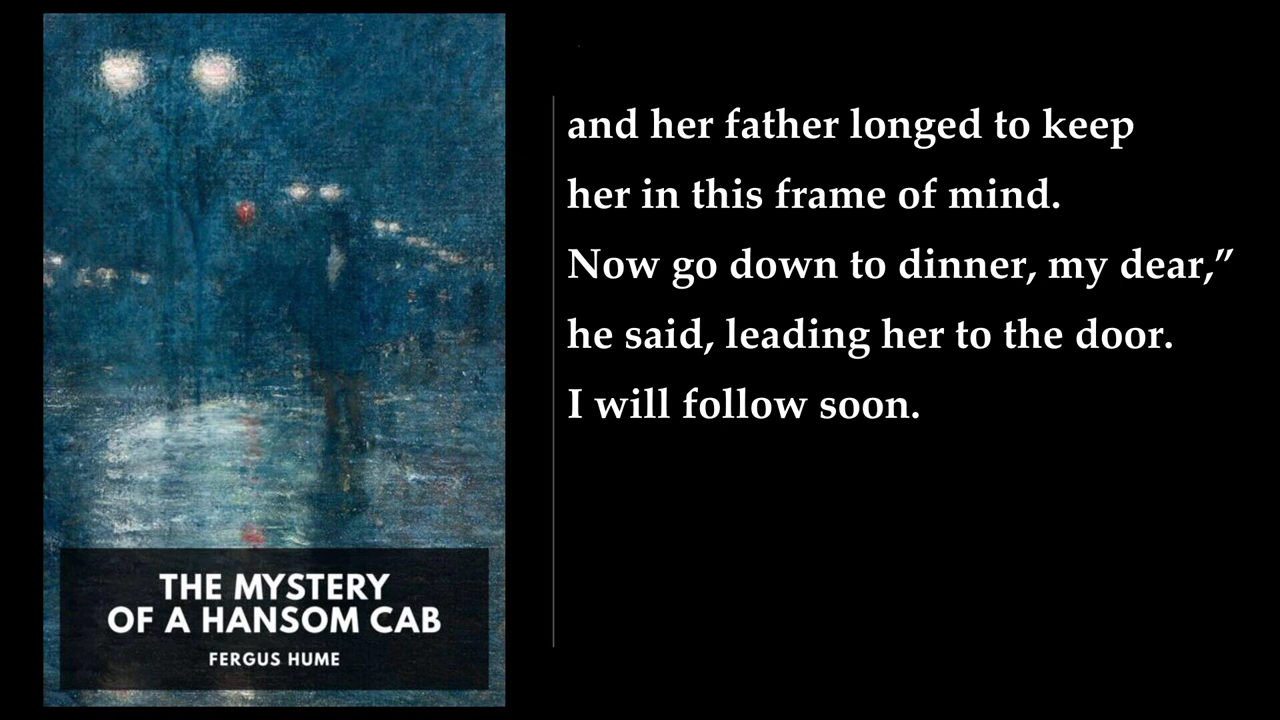 THE MYSTERY
OF A HANSOM CAB
FERGUS HUME
and her father longed to keep
her in this frame of mind.
Now go down to dinner, my dear,”
he said, leading her to the door.
I will follow soon.